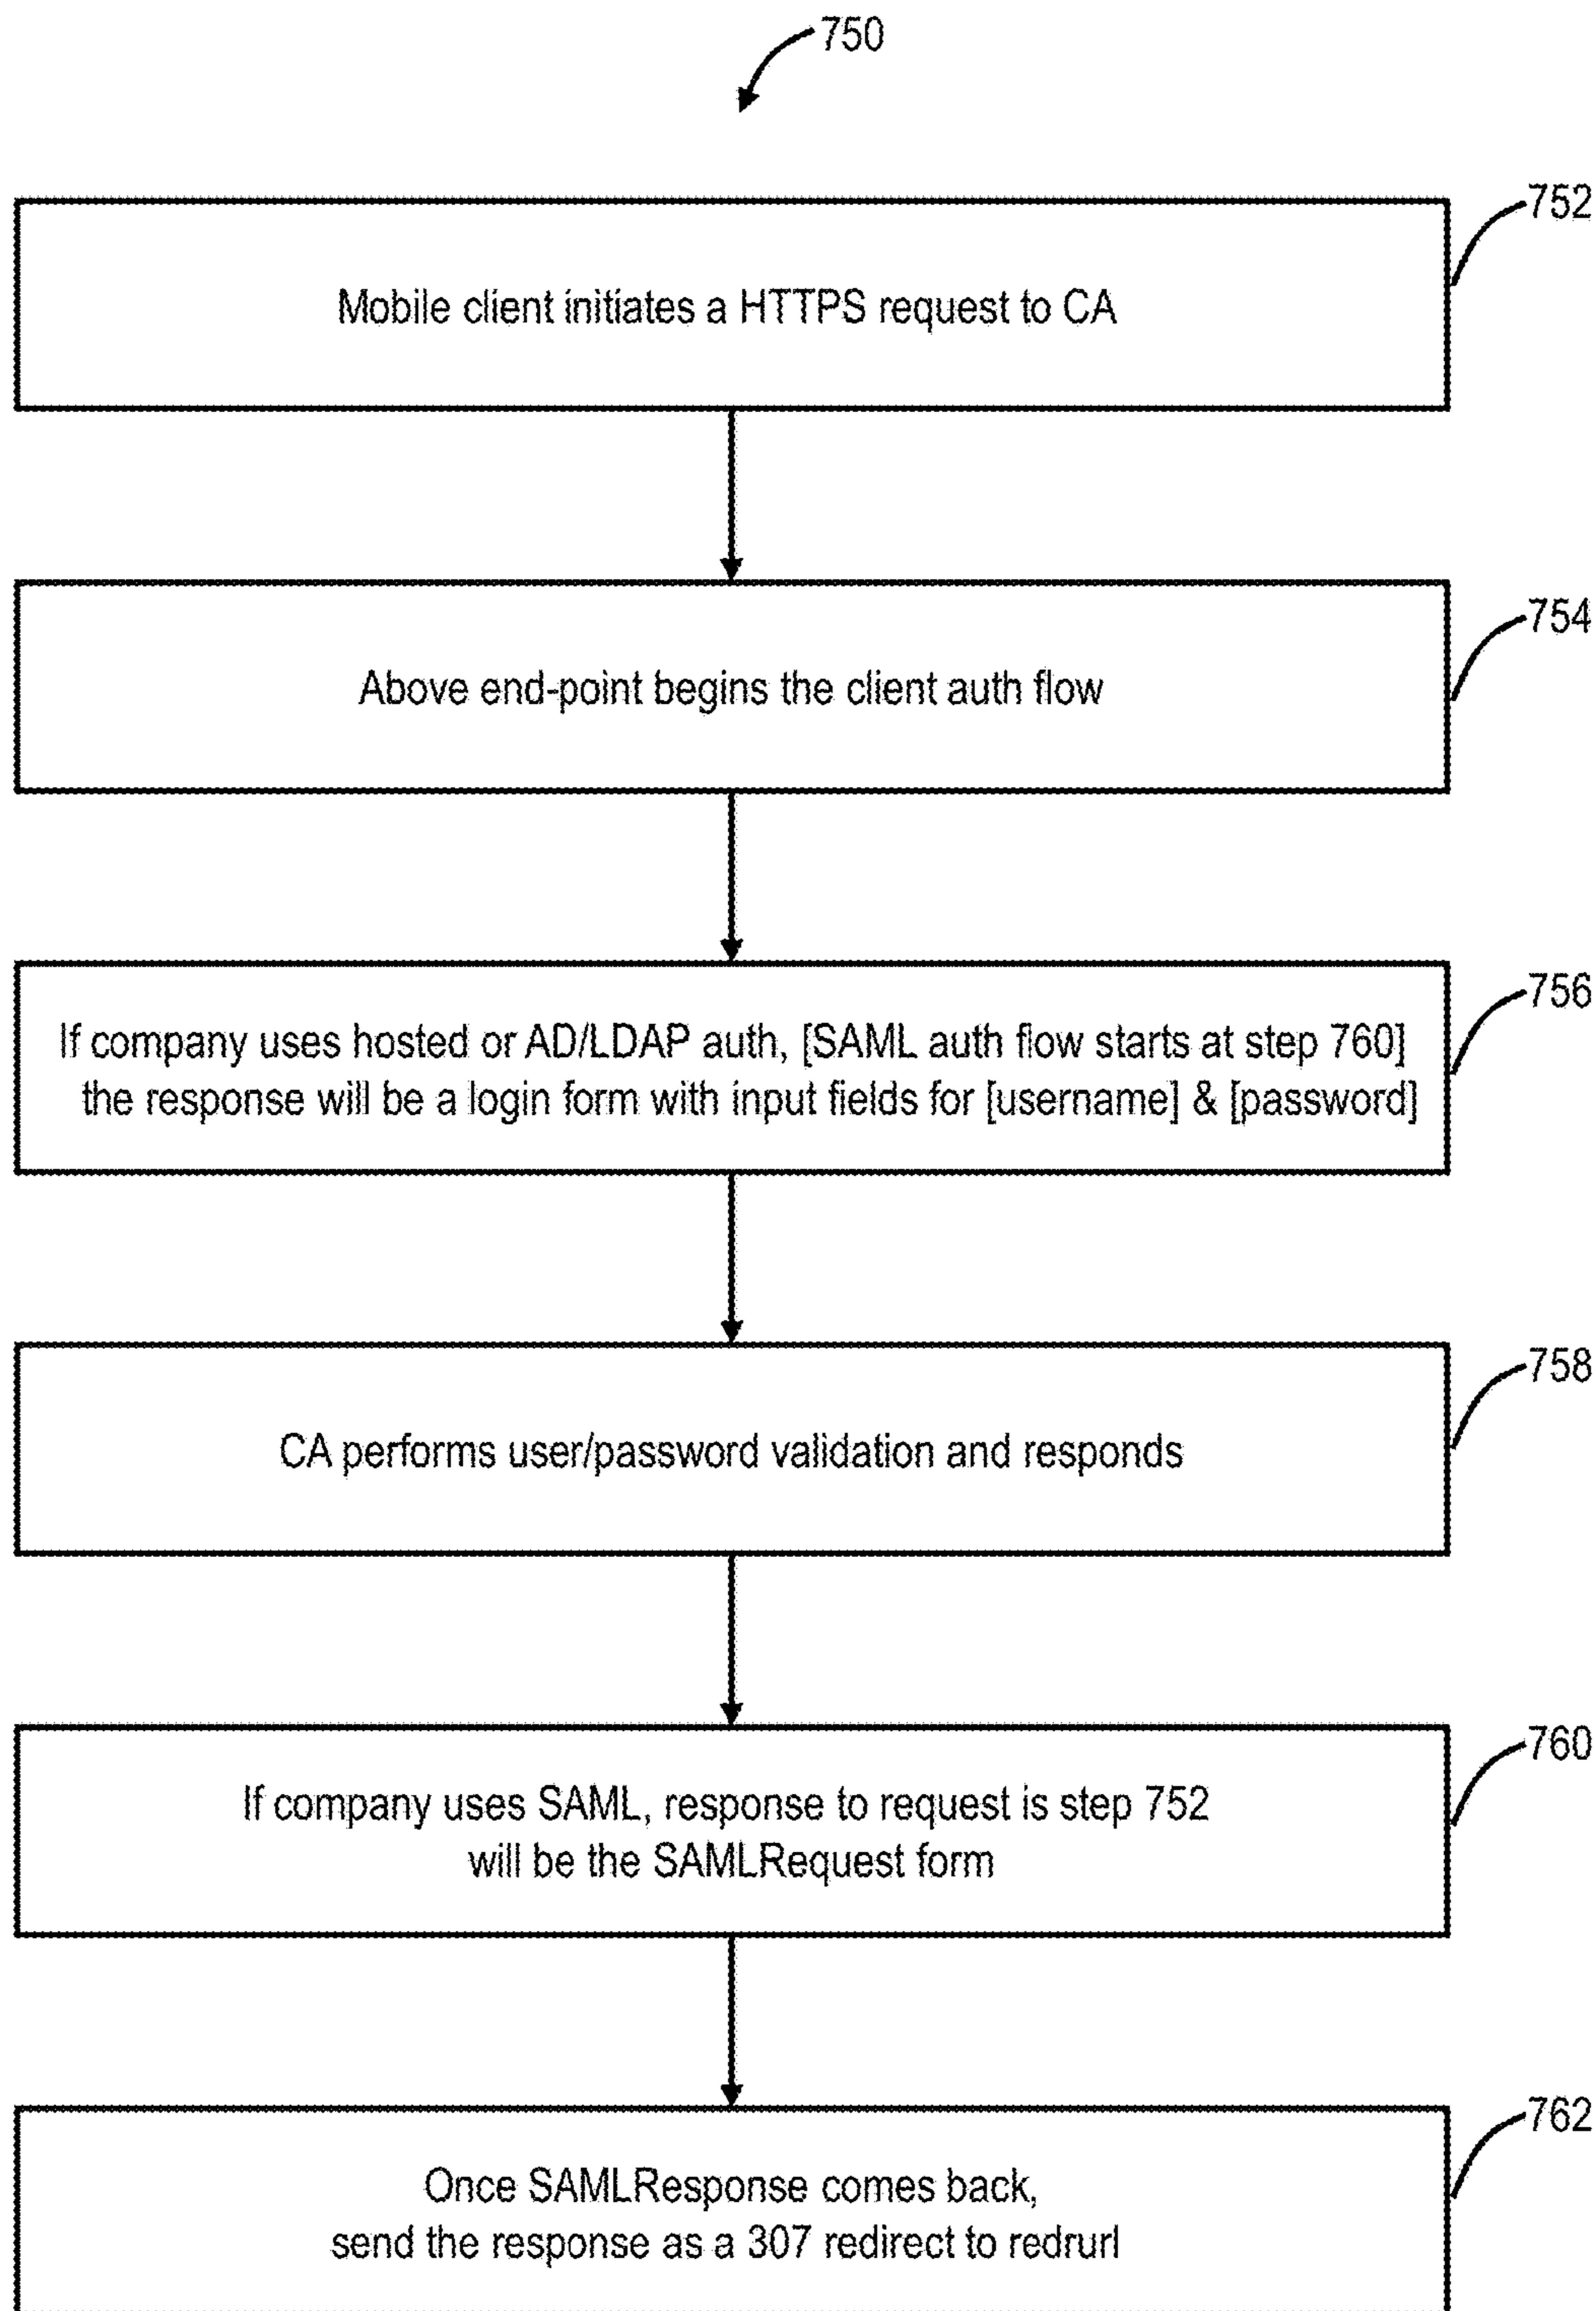 750
752
Mobile client initiates a HTTPS request to CA
754
Above end-point begins the client auth flow
756
If company uses hosted or AD/LDAP auth, [SAML auth flow starts at step 760]
the response will be a login form with input fields for [username] & [password]
758
CA performs user/password validation and responds
760
If company uses SAML, response to request is step 752
will be the SAMLRequest form
762
Once SAMLResponse comes back,
send the response as a 307 redirect to redrurl